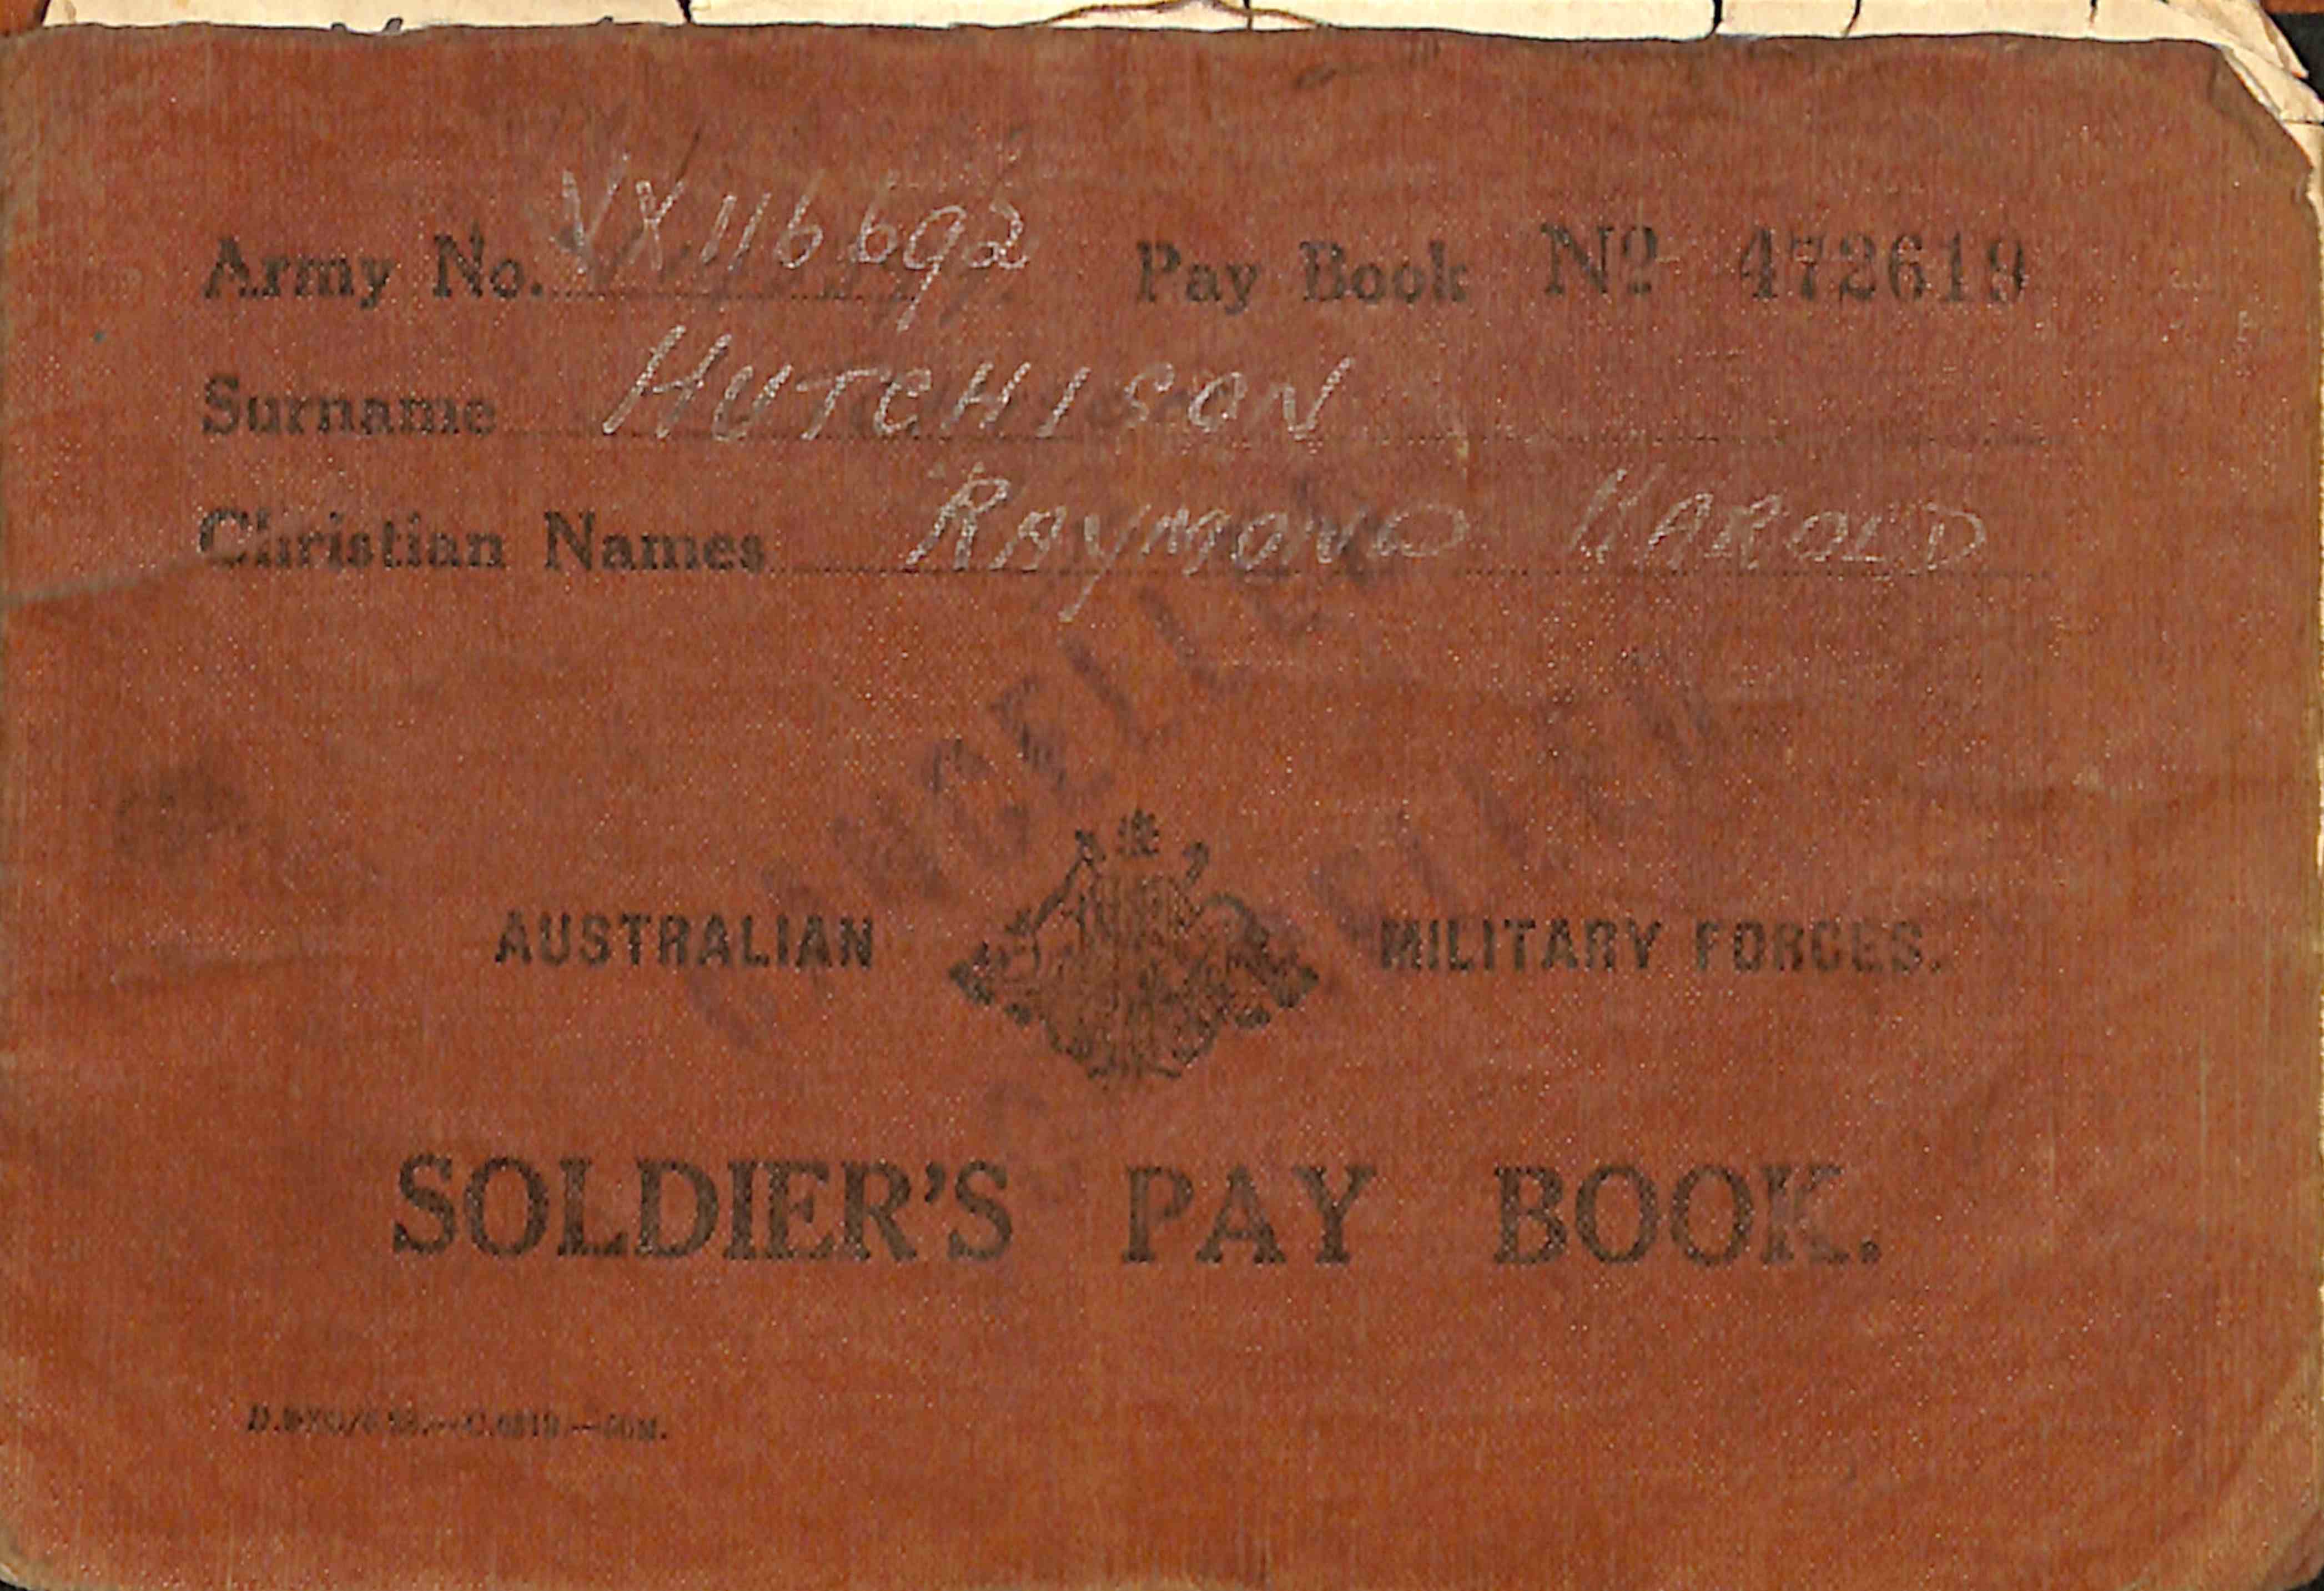 Army No. VX116692 Pay Book Nº 472619
Surname HUTCHISON
Christian Names RAYMOND HAROLD
CANCELLED
AUSTRALIAN MILITARY FORCES.
SOLDIER'S PAY BOOK.